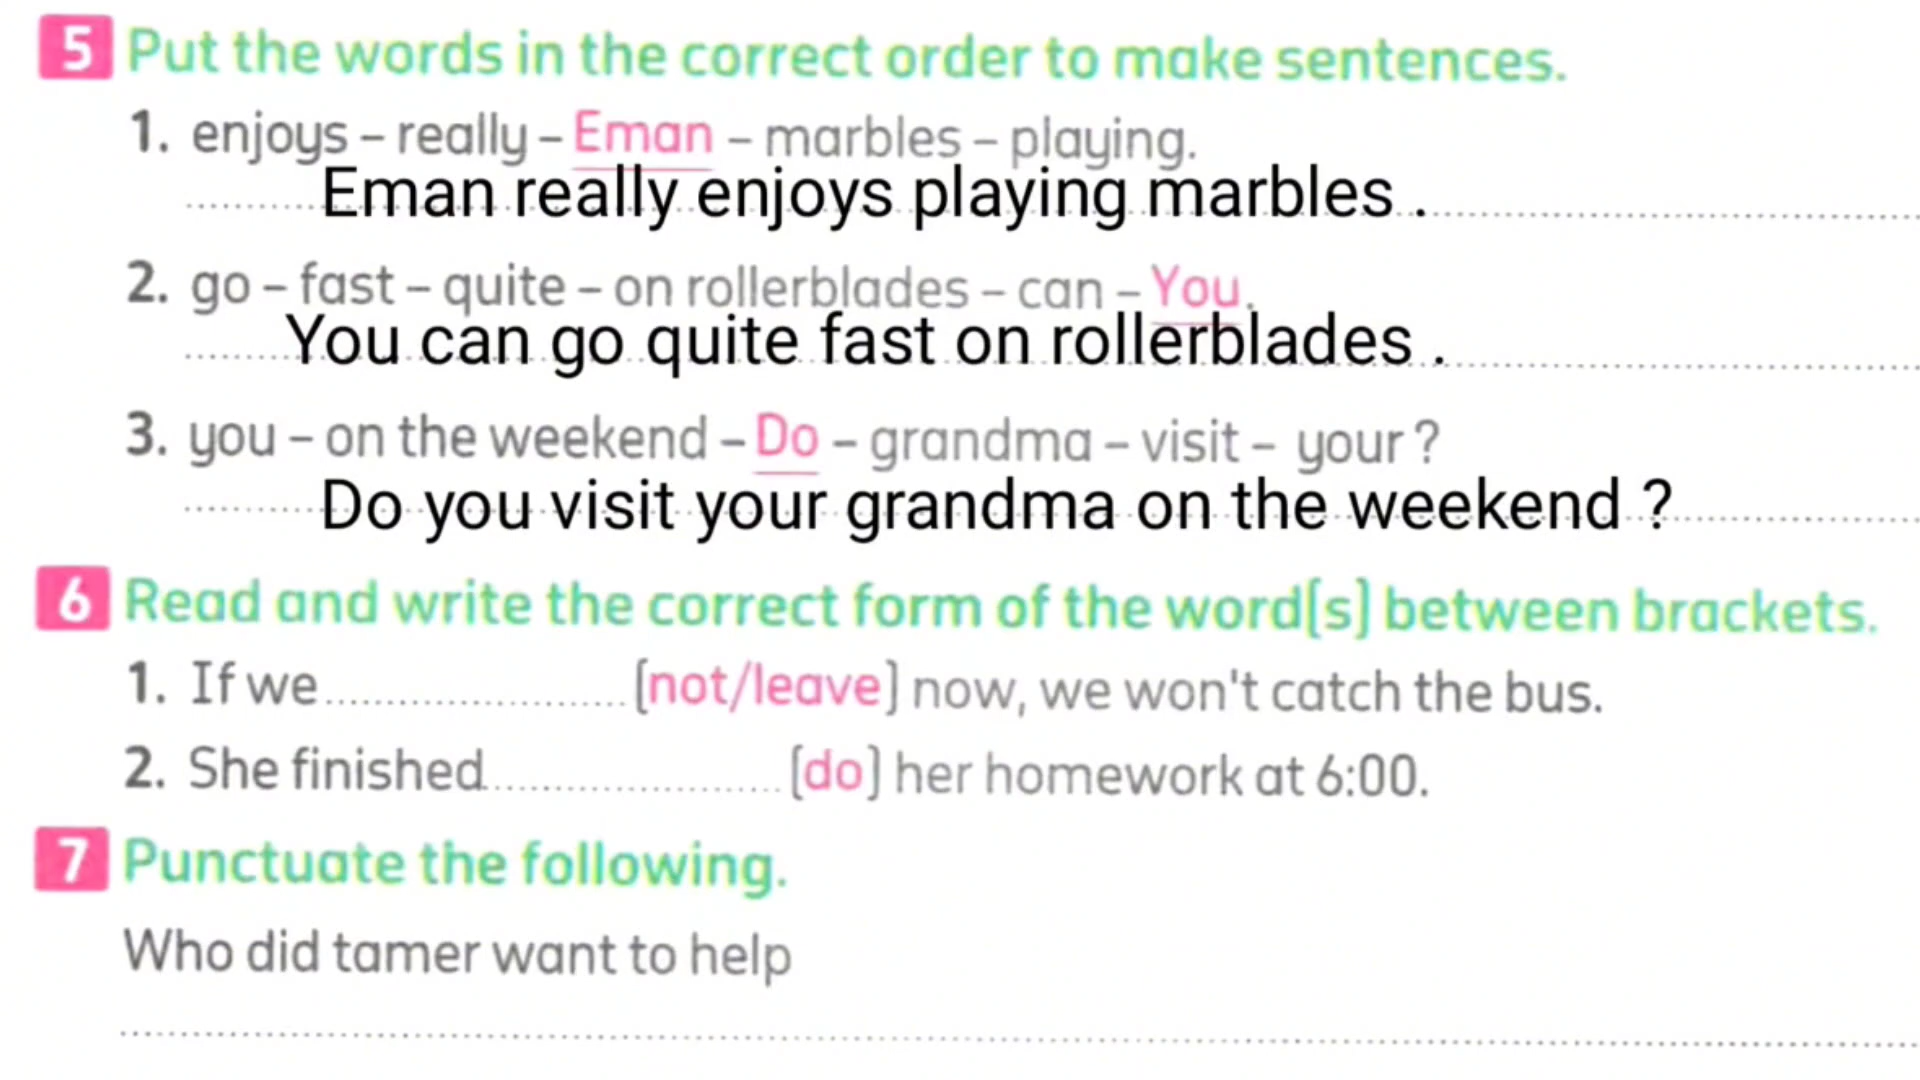 5 Put the words in the correct order to make sentences.
1. enjoys – really – Eman – marbles – playing.
Eman really enjoys playing marbles .
2. go – fast – quite – on rollerblades – can – You.
You can go quite fast on rollerblades .
3. you – on the weekend – Do – grandma – visit – your ?
Do you visit your grandma on the weekend ?
6 Read and write the correct form of the word(s) between brackets.
1. If we .................... (not/leave) now, we won't catch the bus.
2. She finished .................... (do) her homework at 6:00.
7 Punctuate the following.
Who did tamer want to help